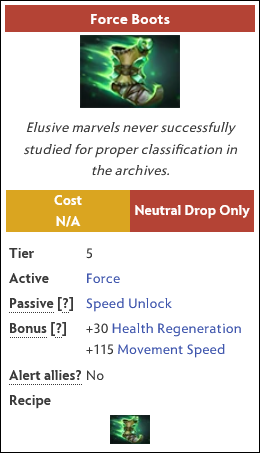 Force Boots
Elusive marvels never successfully
studied for proper classification in
the archives.
Cost
N/A
Neutral Drop Only
Tier 5
Active Force
Passive [?] Speed Unlock
Bonus [?] +30 Health Regeneration
+115 Movement Speed
Alert allies? No
Recipe